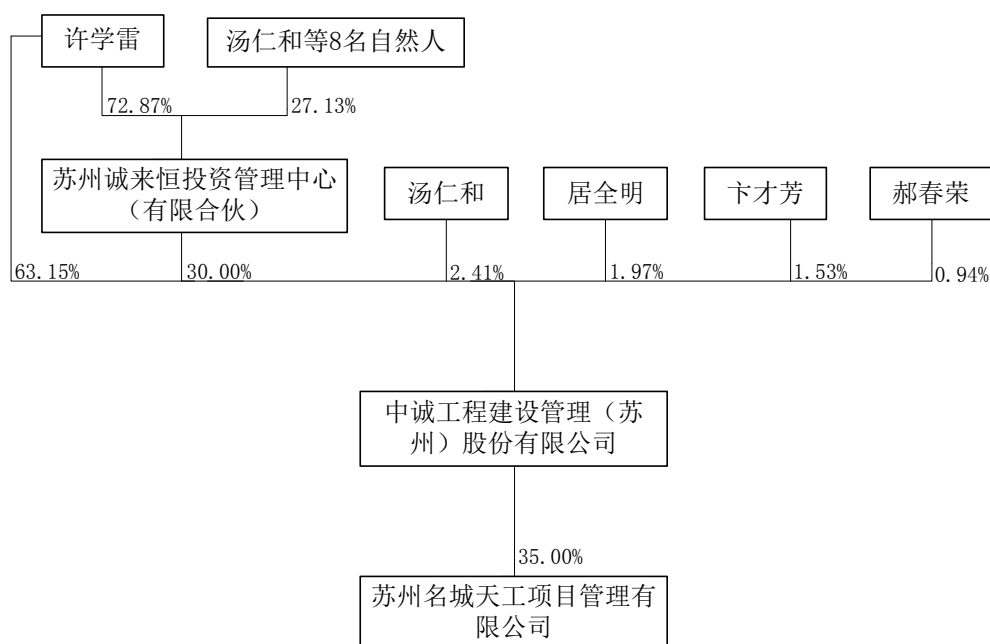 许学雷
汤仁和等8名自然人
72.87%
27.13%
苏州诚来恒投资管理中心
（有限合伙）
汤仁和
居全明
卞才芳
郝春荣
63.15%
30.00%
2.41%
1.97%
1.53%
0.94%
中诚工程建设管理（苏
州）股份有限公司
35.00%
苏州名城天工项目管理有
限公司